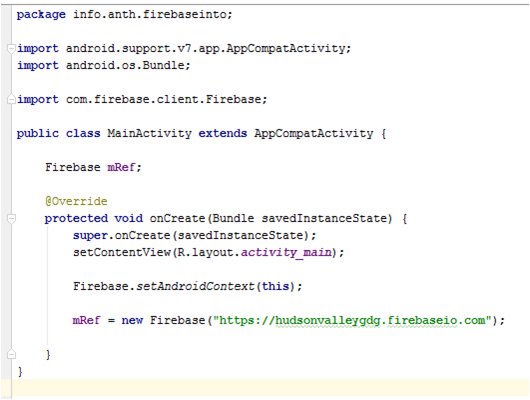 package info.anth.firebaseinto;
import android.support.v7.app.AppCompatActivity;
import android.os.Bundle;
import com.firebase.client.Firebase;
public class MainActivity extends AppCompatActivity {
Firebase mRef;
@Override
protected void onCreate(Bundle savedInstanceState) {
super.onCreate(savedInstanceState);
setContentView(R.layout.activity_main);
Firebase.setAndroidContext(this);
mRef = new Firebase("https://hudsonvalleygdg.firebaseio.com");
}
}